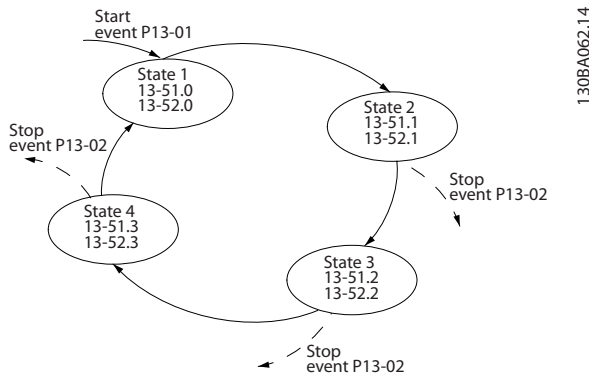 Start
event P13-01
State 1
13-51.0
13-52.0
State 2
13-51.1
13-52.1
Stop
event P13-02
Stop
event P13-02
State 4
13-51.3
13-52.3
State 3
13-51.2
13-52.2
Stop
event P13-02
130BA062.14